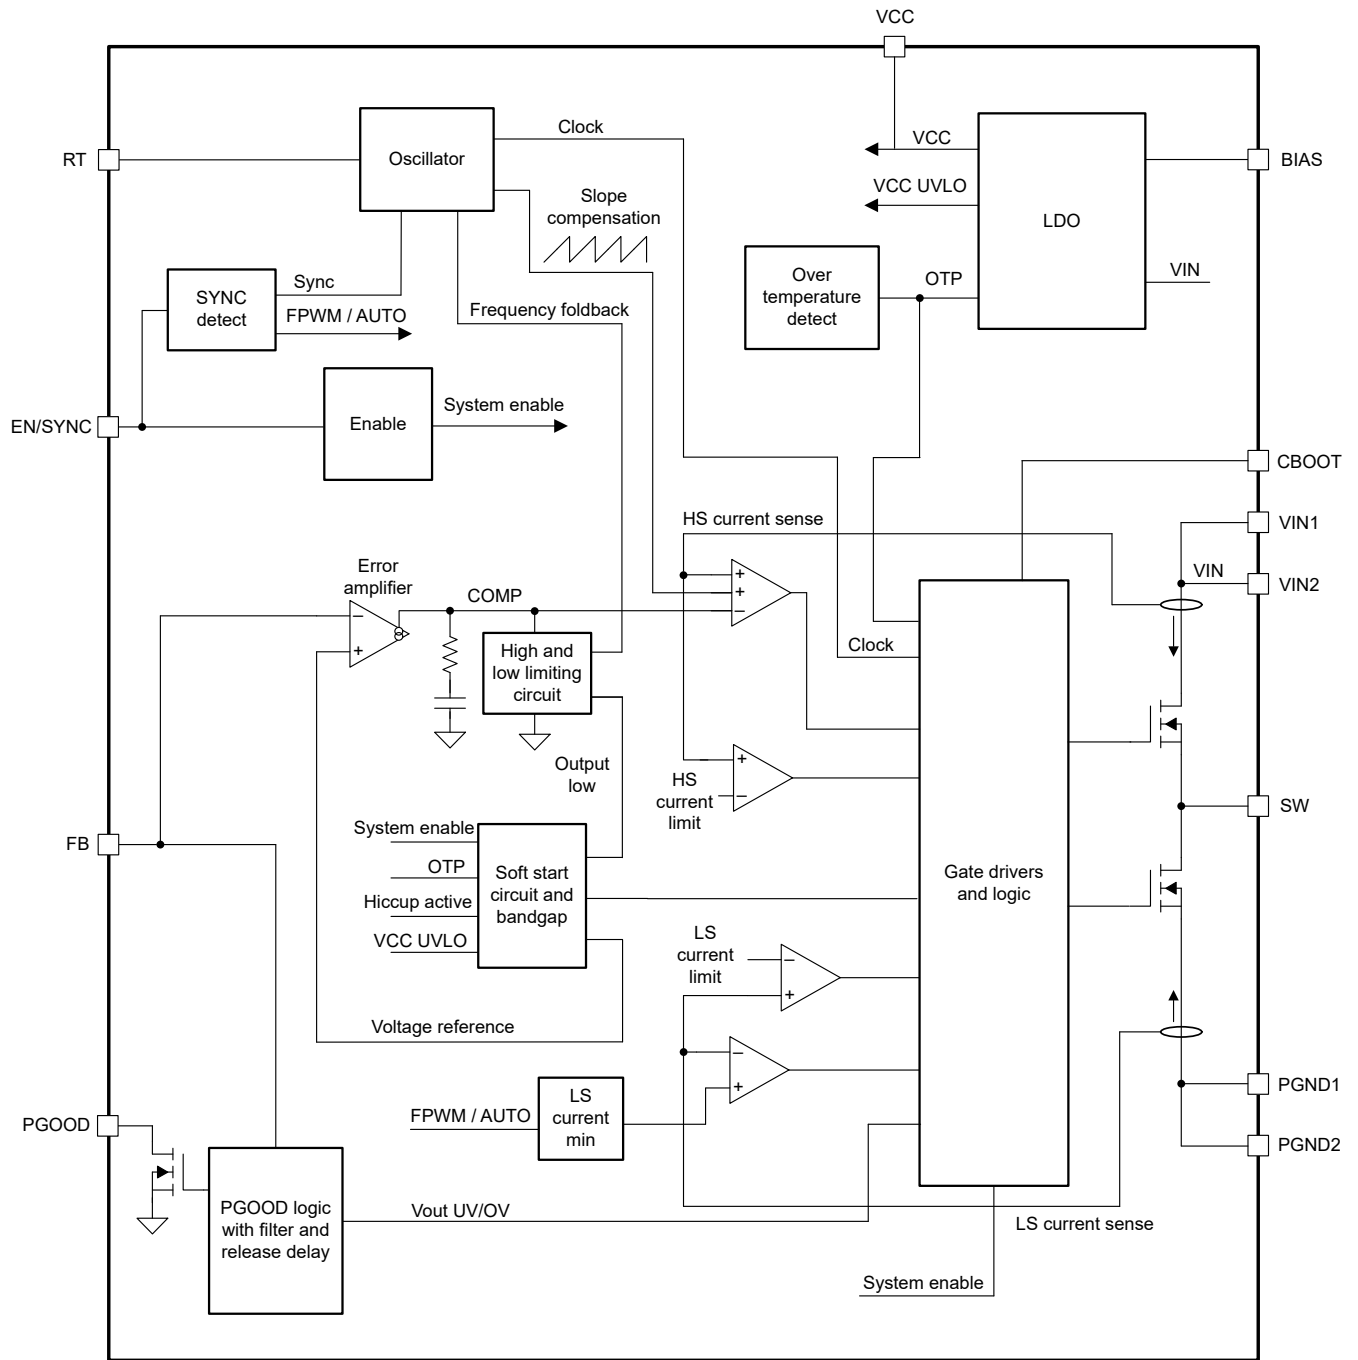 VCC
Clock
RT
Oscillator
VCC
BIAS
VCC UVLO
Slope
compensation
LDO
Over
temperature
detect
OTP
VIN
SYNC
detect
Sync
FPWM / AUTO
Frequency foldback
EN/SYNC
Enable
System enable
CBOOT
HS current sense
VIN1
Error
amplifier
VIN
VIN2
COMP
+
+
−
−
+
High and
low limiting
circuit
Clock
Output
low
+
−
HS
current
limit
SW
FB
System enable
OTP
Hiccup active
VCC UVLO
Soft start
circuit and
bandgap
Gate drivers
and logic
LS
current
limit
−
+
Voltage reference
−
+
PGND1
FPWM / AUTO
LS
current
min
PGOOD
PGND2
PGOOD logic
with filter and
release delay
Vout UV/OV
LS current sense
System enable